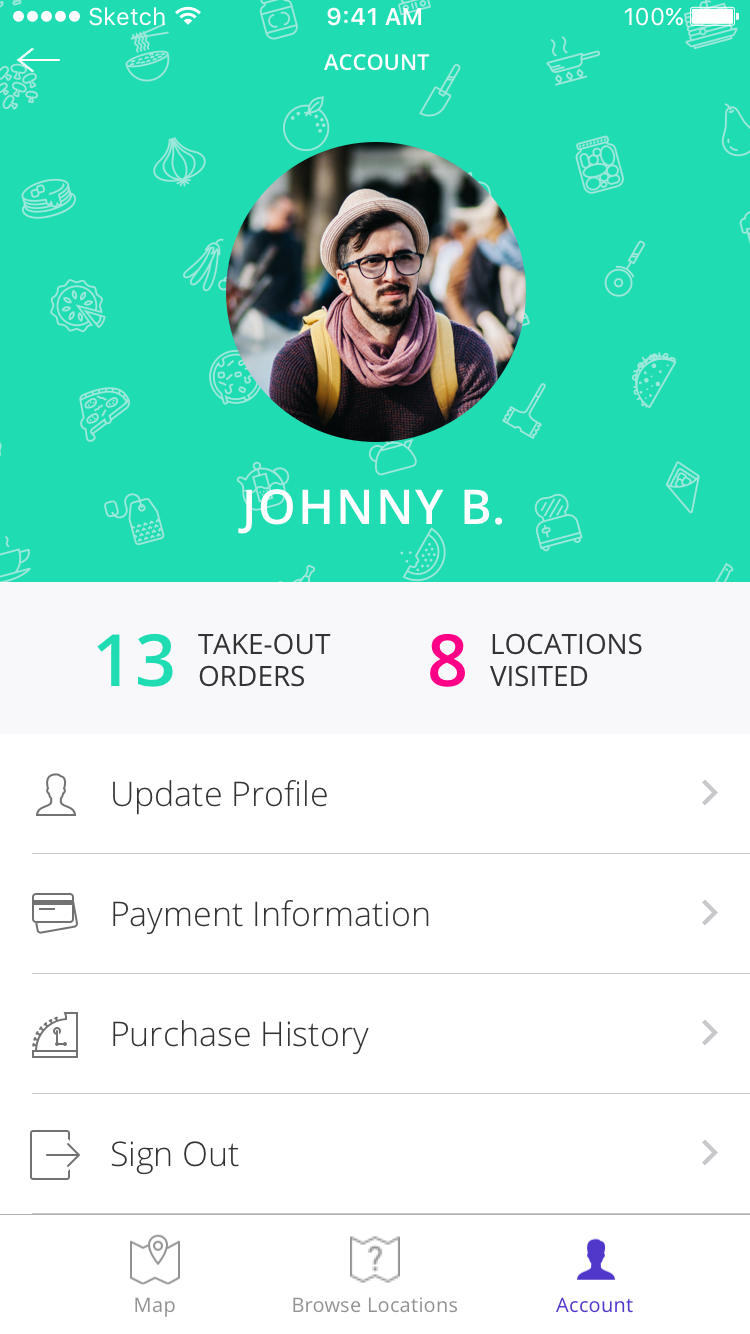 Sketch 9:41 AM 100%
ACCOUNT
JOHNNY B.
13 TAKE-OUT ORDERS
8 LOCATIONS VISITED
Update Profile
Payment Information
Purchase History
Sign Out
?
Map Browse Locations Account